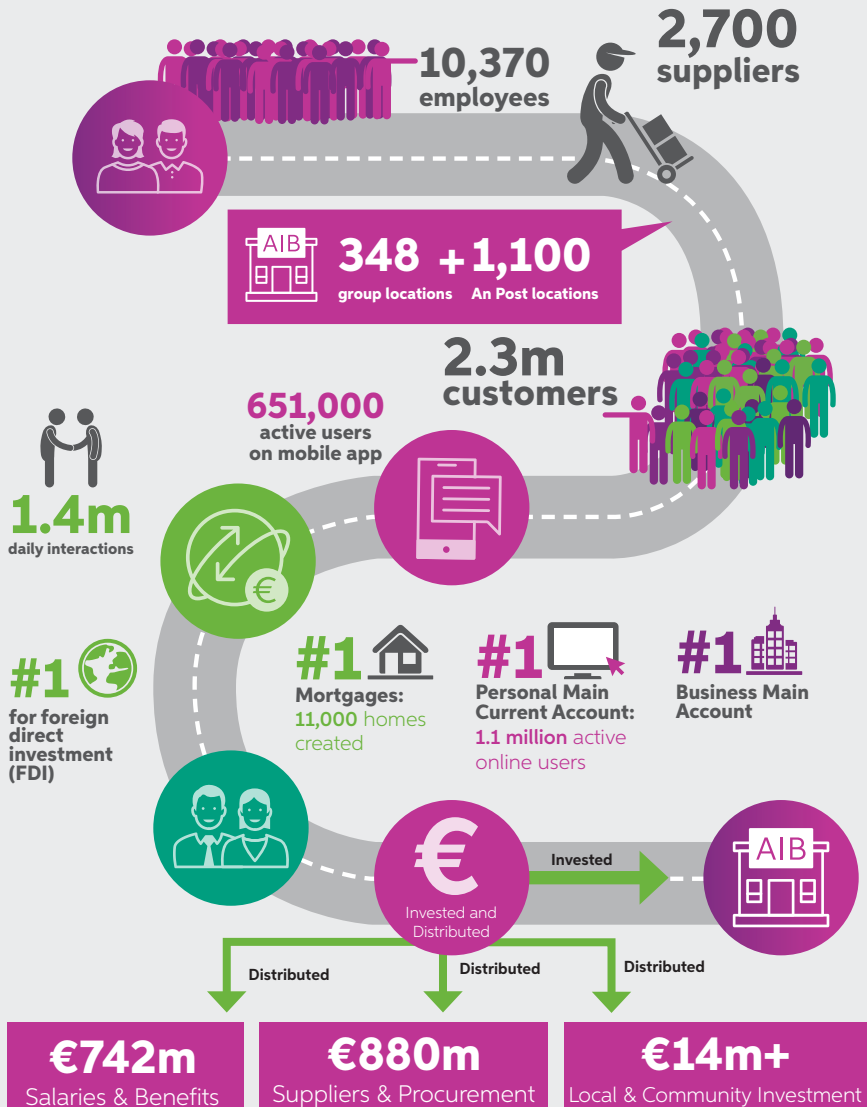 10,370
employees
2,700
suppliers
AIB
348 + 1,100
group locations An Post locations
2.3m
customers
651,000
active users
on mobile app
1.4m
daily interactions
€
#1
for foreign
direct
investment
(FDI)
#1
Mortgages:
11,000 homes
created
#1
Personal Main
Current Account:
1.1 million active
online users
#1
Business Main
Account
€
Invested and
Distributed
Invested
AIB
Distributed
Distributed
Distributed
€742m
Salaries & Benefits
€880m
Suppliers & Procurement
€14m+
Local & Community Investment